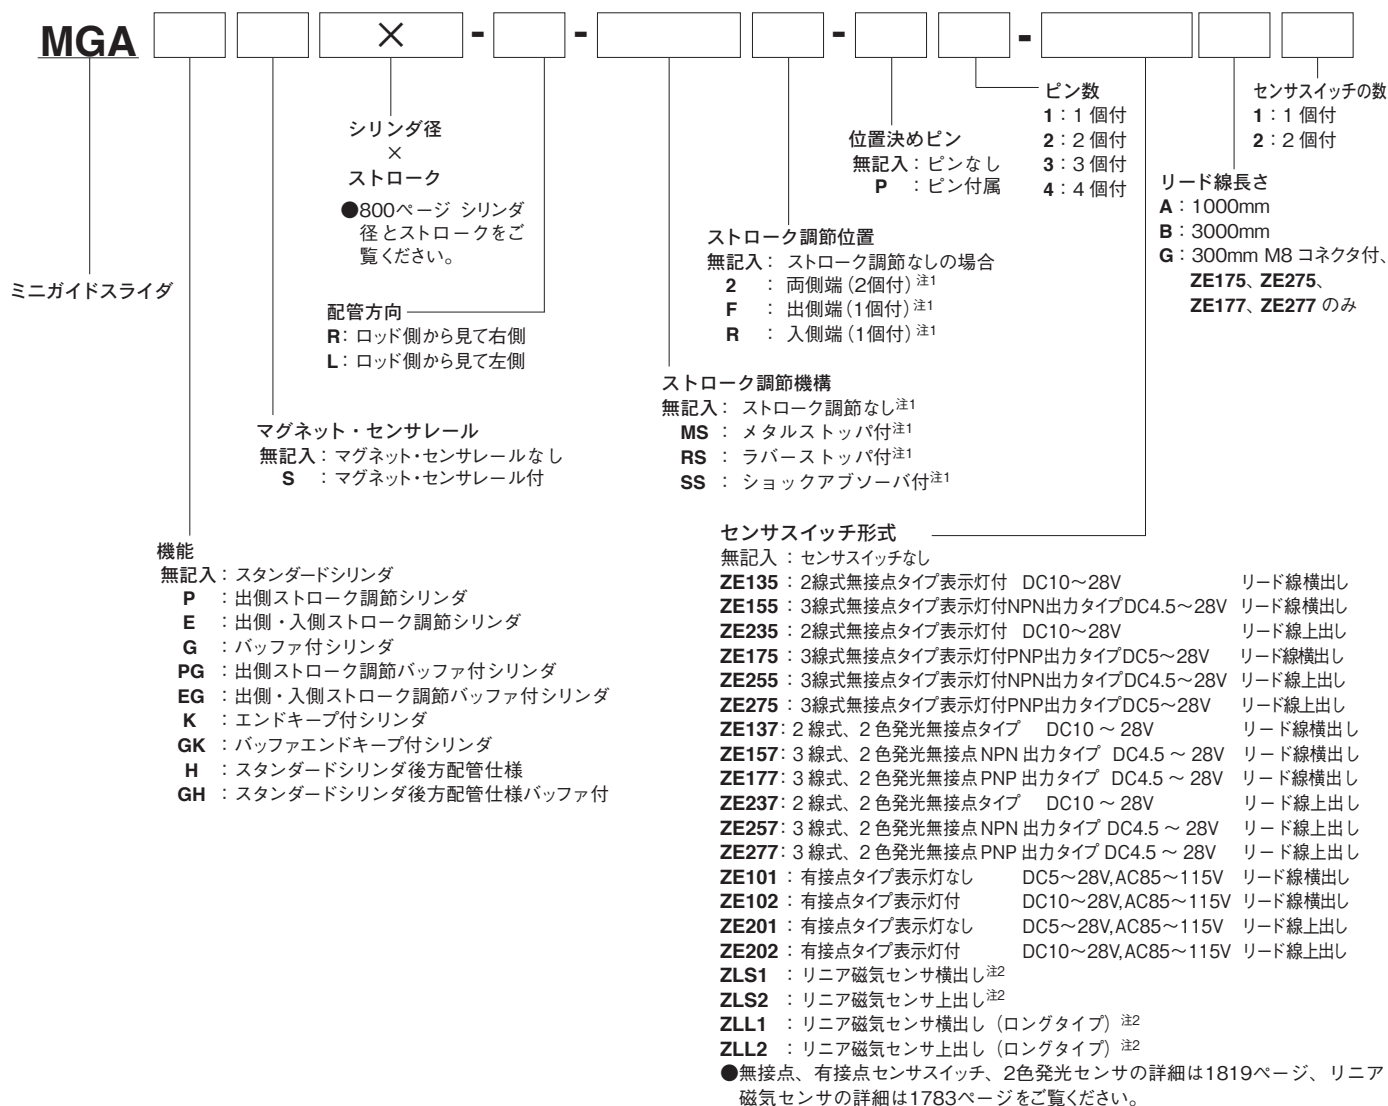 MGA × - - - -
ミニガイドスライダ
シリンダ径
×
ストローク
●800ページ シリンダ
径とストロークをご
覧ください。
配管方向
R：ロッド側から見て右側
L：ロッド側から見て左側
マグネット・センサレール
無記入：マグネット・センサレールなし
S：マグネット・センサレール付
機能
無記入：スタンダードシリンダ
P：出側ストローク調節シリンダ
E：出側・入側ストローク調節シリンダ
G：バッファ付シリンダ
PG：出側ストローク調節バッファ付シリンダ
EG：出側・入側ストローク調節バッファ付シリンダ
K：エンドキープ付シリンダ
GK：バッファエンドキープ付シリンダ
H：スタンダードシリンダ後方配管仕様
GH：スタンダードシリンダ後方配管仕様バッファ付
ストローク調節位置
無記入：ストローク調節なしの場合
2：両側端（2個付）注1
F：出側端（1個付）注1
R：入側端（1個付）注1
ストローク調節機構
無記入：ストローク調節なし注1
MS：メタルストッパ付注1
RS：ラバーストッパ付注1
SS：ショックアブソーバ付注1
位置決めピン
無記入：ピンなし
P：ピン付属
ピン数
1：1 個付
2：2 個付
3：3 個付
4：4 個付
リード線長さ
A：1000mm
B：3000mm
G：300mm M8 コネクタ付、
ZE175、ZE275、
ZE177、ZE277 のみ
センサスイッチの数
1：1 個付
2：2 個付
センサスイッチ形式
無記入：センサスイッチなし
ZE135：2線式無接点タイプ表示灯付 DC10〜28V リード線横出し
ZE155：3線式無接点タイプ表示灯付NPN出力タイプDC4.5〜28V リード線横出し
ZE235：2線式無接点タイプ表示灯付 DC10〜28V リード線上出し
ZE175：3線式無接点タイプ表示灯付PNP出力タイプDC5〜28V リード線横出し
ZE255：3線式無接点タイプ表示灯付NPN出力タイプDC4.5〜28V リード線上出し
ZE275：3線式無接点タイプ表示灯付PNP出力タイプDC5〜28V リード線上出し
ZE137：2 線式、2 色発光無接点タイプ DC10 〜 28V リード線横出し
ZE157：3 線式、2 色発光無接点 NPN 出力タイプ DC4.5 〜 28V リード線横出し
ZE177：3 線式、2 色発光無接点 PNP 出力タイプ DC4.5 〜 28V リード線横出し
ZE237：2 線式、2 色発光無接点タイプ DC10 〜 28V リード線上出し
ZE257：3 線式、2 色発光無接点 NPN 出力タイプ DC4.5 〜 28V リード線上出し
ZE277：3 線式、2 色発光無接点 PNP 出力タイプ DC4.5 〜 28V リード線上出し
ZE101：有接点タイプ表示灯なし DC5〜28V,AC85〜115V リード線横出し
ZE102：有接点タイプ表示灯付 DC10〜28V,AC85〜115V リード線横出し
ZE201：有接点タイプ表示灯なし DC5〜28V,AC85〜115V リード線上出し
ZE202：有接点タイプ表示灯付 DC10〜28V,AC85〜115V リード線上出し
ZLS1：リニア磁気センサ横出し注2
ZLS2：リニア磁気センサ上出し注2
ZLL1：リニア磁気センサ横出し（ロングタイプ）注2
ZLL2：リニア磁気センサ上出し（ロングタイプ）注2
●無接点、有接点センサスイッチ、2色発光センサの詳細は1819ページ、リニア
磁気センサの詳細は1783ページをご覧ください。